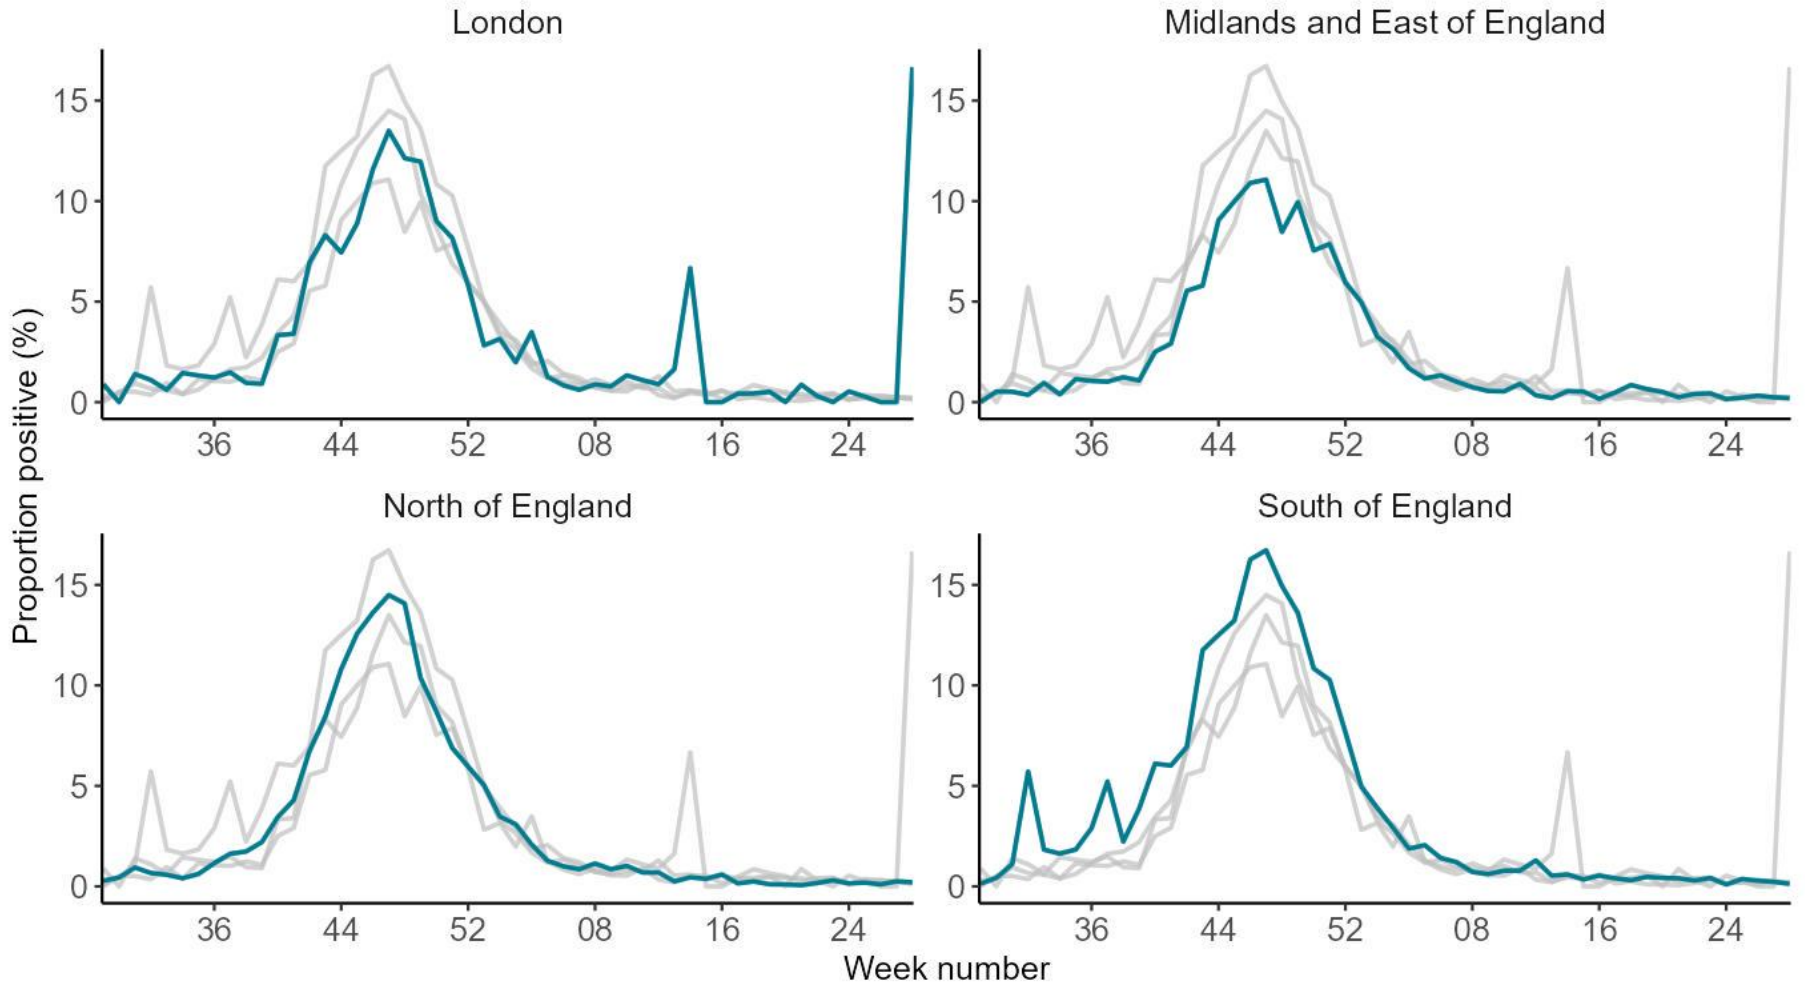 London
Midlands and East of England
15
10
5
0
36 44 52 08 16 24
15
10
5
0
36 44 52 08 16 24
North of England
South of England
15
10
5
0
36 44 52 08 16 24
15
10
5
0
36 44 52 08 16 24
Proportion positive (%)
Week number